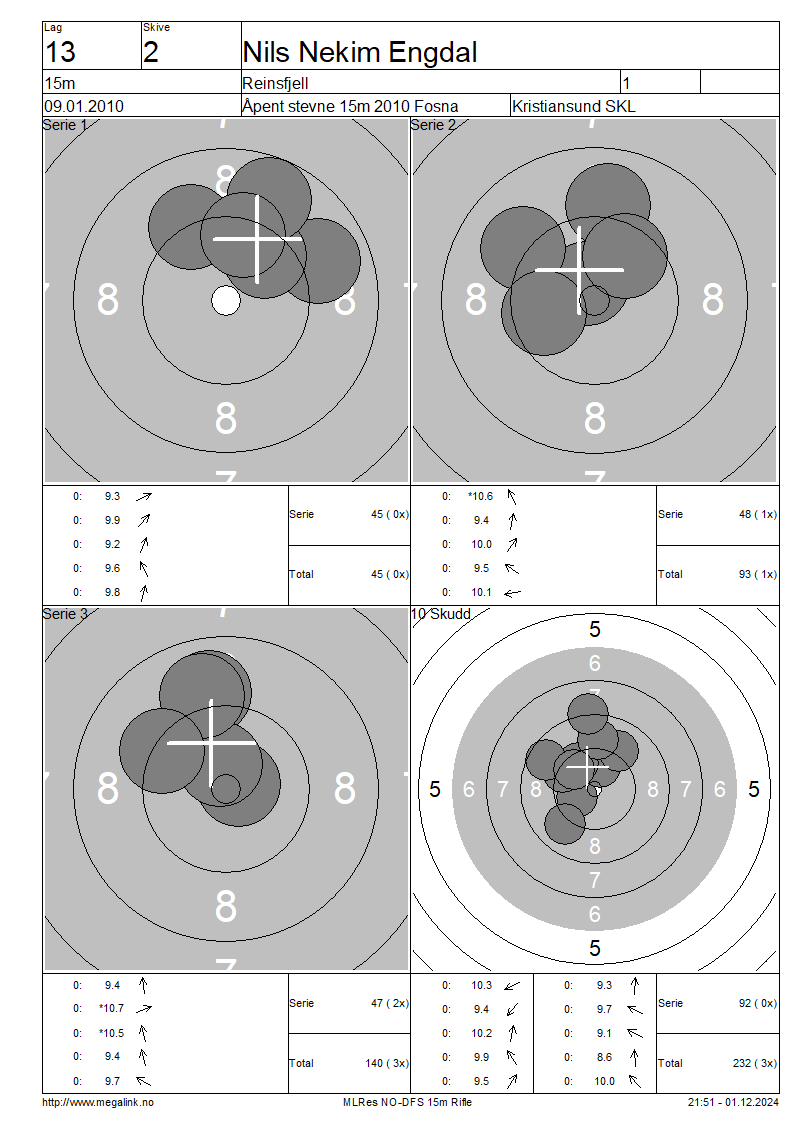 Lag Skive
13 2 Nils Nekim Engdal
15m Reinsfjell 1
09.01.2010 Åpent stevne 15m 2010 Fosna Kristiansund SKL
Serie 1
7
8
8 8
8
7
Serie 2
7
8 8
8
7
0: 9.3
0: 9.9
0: 9.2
0: 9.6
0: 9.8
Serie 45 ( 0x)
Total 45 ( 0x)
0: *10.6
0: 9.4
0: 10.0
0: 9.5
0: 10.1
Serie 48 ( 1x)
Total 93 ( 1x)
Serie 3
7
8 8
8
7
10 Skudd
5
6
7
5 6 7 8 8 7 6 5
8
7
6
5
0: 9.4
0: *10.7
0: *10.5
0: 9.4
0: 9.7
Serie 47 ( 2x)
Total 140 ( 3x)
0: 10.3
0: 9.4
0: 10.2
0: 9.9
0: 9.5
0: 9.3
0: 9.7
0: 9.1
0: 8.6
0: 10.0
Serie 92 ( 0x)
Total 232 ( 3x)
http://www.megalink.no MLRes NO-DFS 15m Rifle 21:51 - 01.12.2024